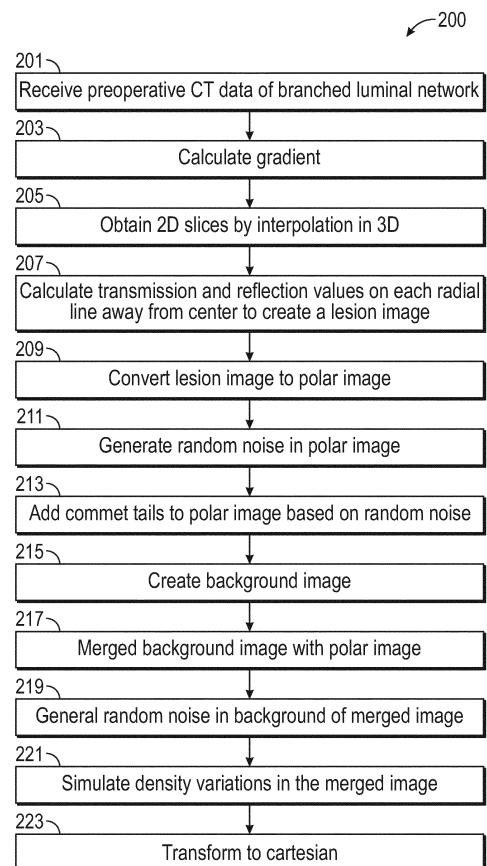 200
201
Receive preoperative CT data of branched luminal network
203
Calculate gradient
205
Obtain 2D slices by interpolation in 3D
207
Calculate transmission and reflection values on each radial
line away from center to create a lesion image
209
Convert lesion image to polar image
211
Generate random noise in polar image
213
Add commet tails to polar image based on random noise
215
Create background image
217
Merged background image with polar image
219
General random noise in background of merged image
221
Simulate density variations in the merged image
223
Transform to cartesian